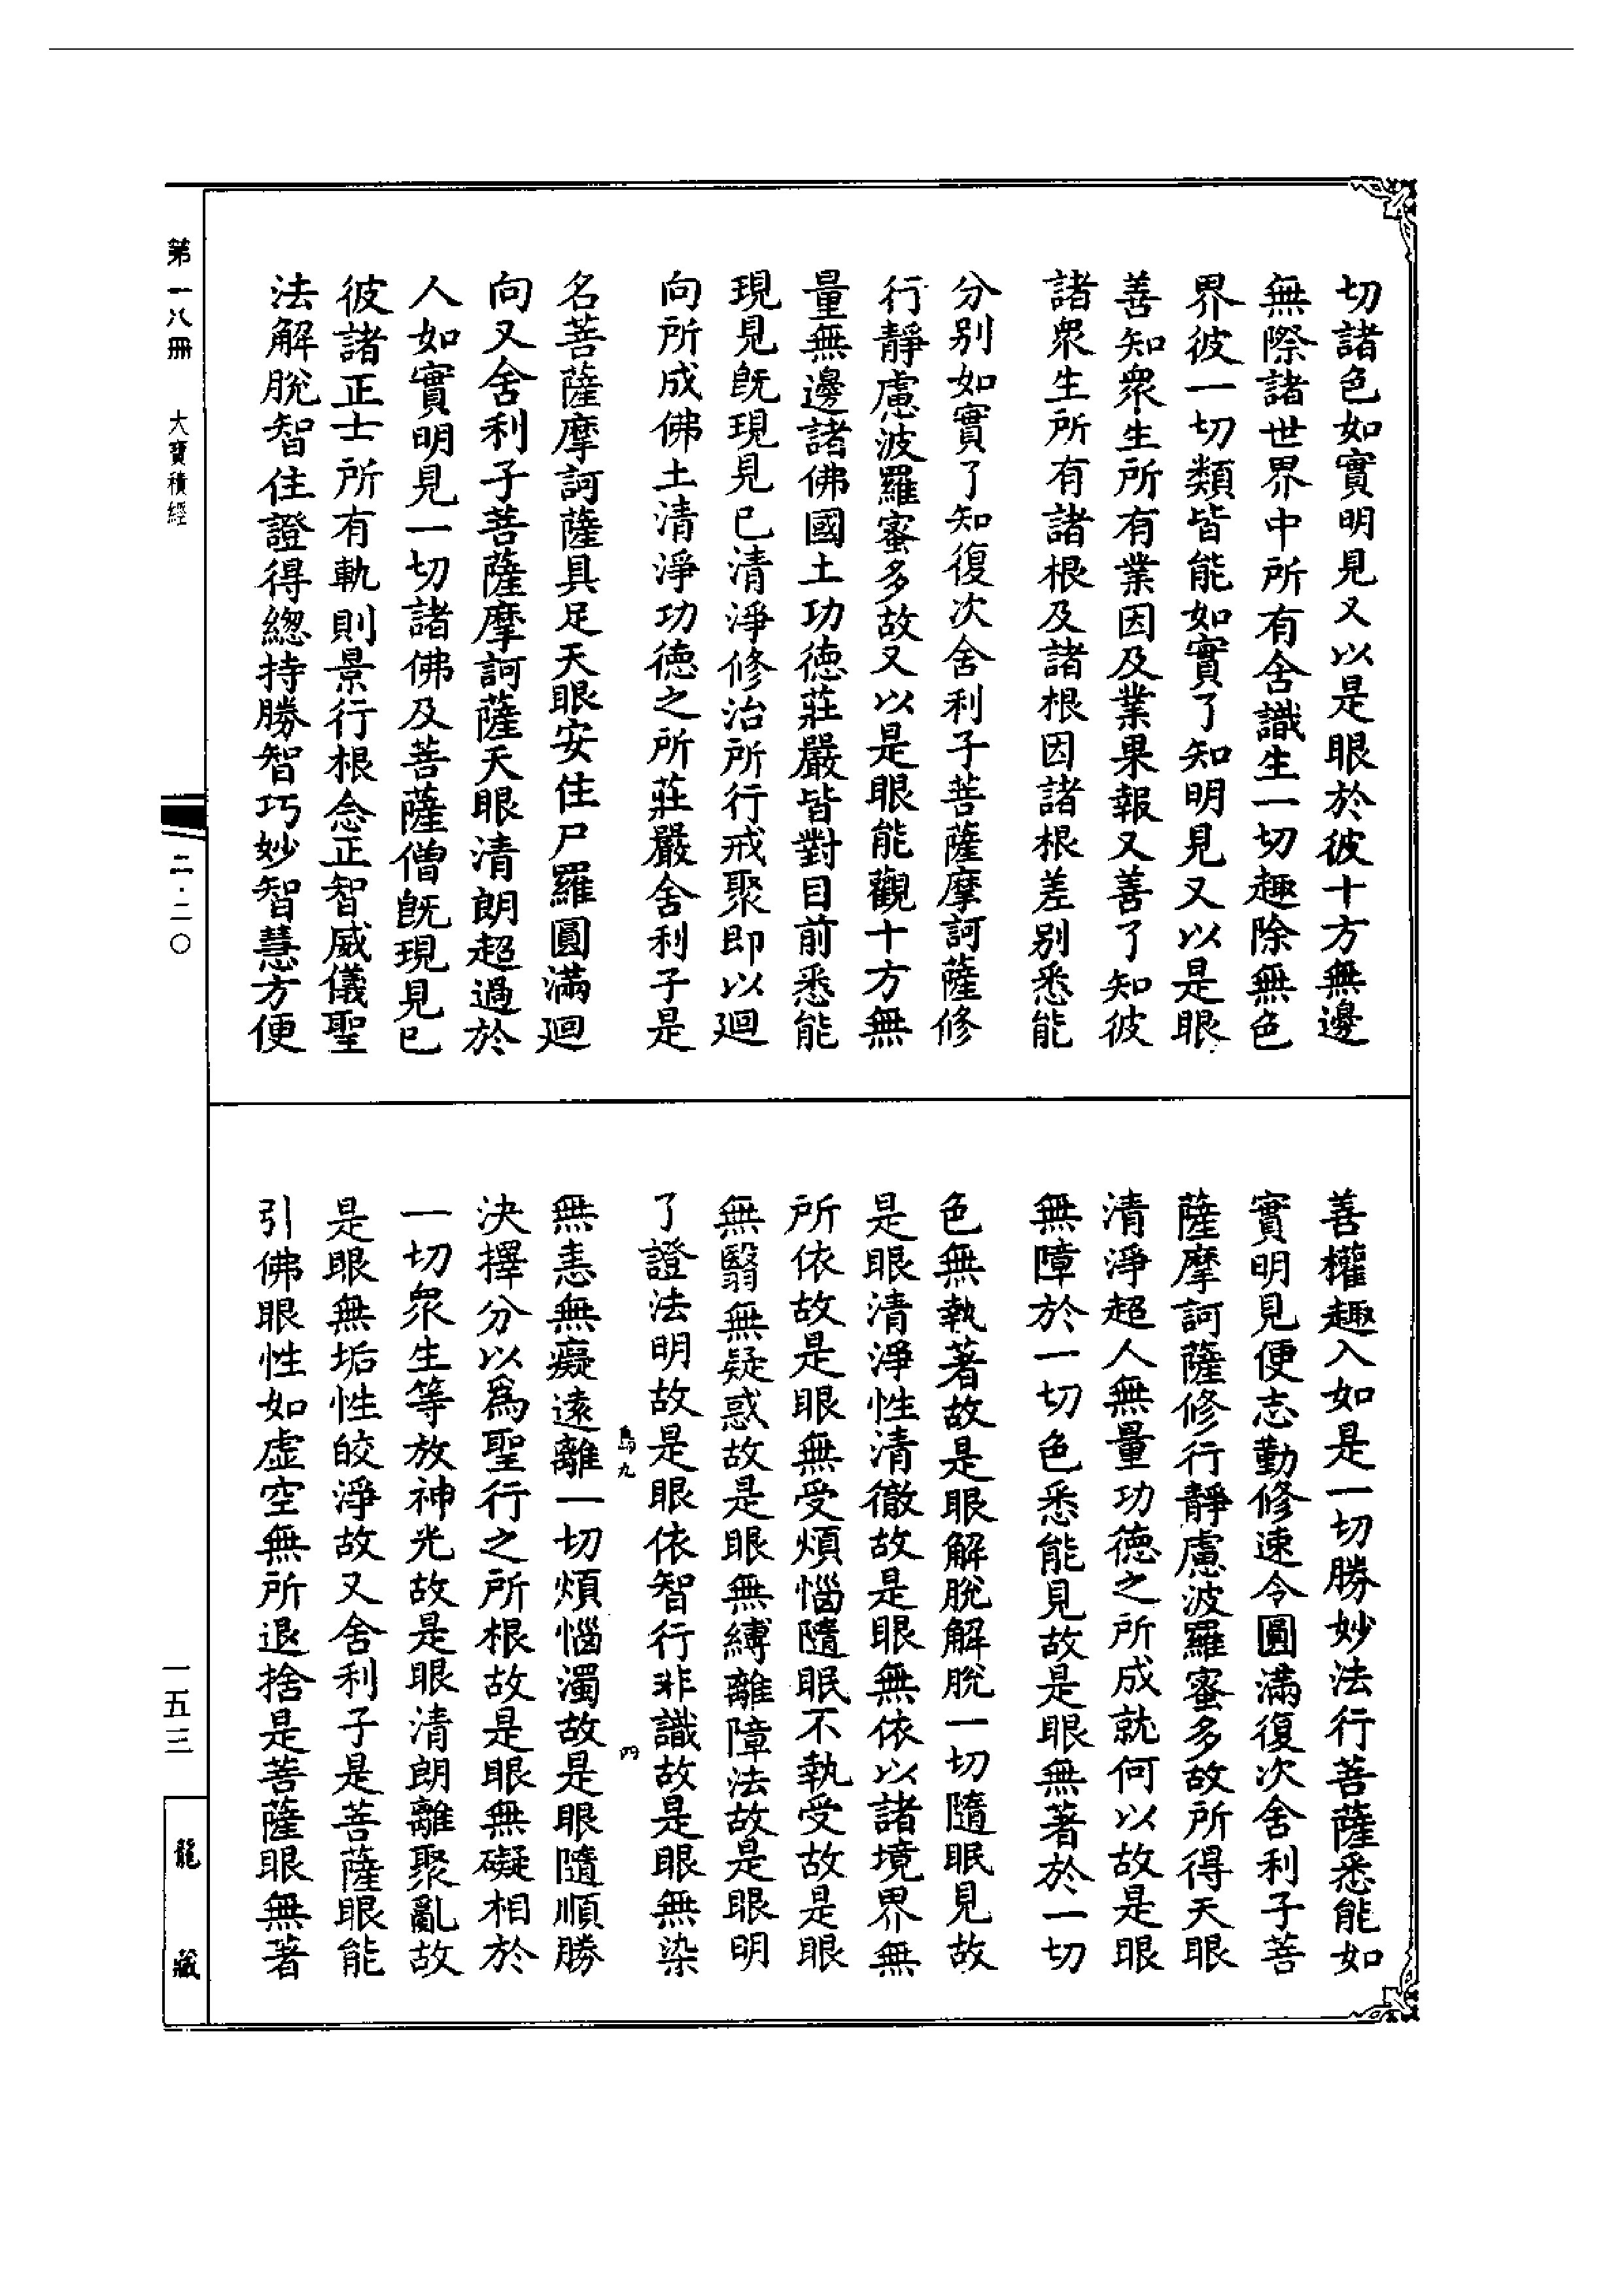 切諸色如實明見又以是眼於彼十方無邊
無際諸世界中所有含識生一切趣除無色
界彼一切類皆能如實了知明見又以是眼
善知衆生所有業因及業果報又善了知彼
諸衆生所有諸根及諸根因諸根差别悉能
分别如實了知復次舍利子菩薩摩訶薩修
行靜慮波羅蜜多故又以是眼能觀十方無
量無邊諸佛國土功德莊嚴皆對目前悉能
現見旣現見已清淨修治所行戒聚即以迴
向所成佛土清淨功德之所莊嚴舍利子是
名菩薩摩訶薩具足天眼安住尸羅圓滿迴
向又舍利子菩薩摩訶薩天眼清朗超過於
人如實明見一切諸佛及菩薩僧旣現見已
彼諸正士所有軌則景行根念正智威儀聖
法解脫智住證得總持勝智巧妙智慧方便
善權趣入如是一切勝妙法行菩薩悉能如
實明見便志勤修速令圓滿復次舍利子菩
薩摩訶薩修行靜慮波羅蜜多故所得天眼
清淨超人無量功德之所成就何以故是眼
無障於一切色悉能見故是眼無著於一切
色無執著故是眼解脫解脫一切隨眠見故
是眼清淨性清徹故是眼無依以諸境界無
所依故是眼無受煩惱隨眠不執受故是眼
無翳無疑惑故是眼無縛離障法故是眼明
了證法明故是眼依智行非識故是眼無染
鳥九
四
無恚無癡遠離一切煩惱濁故是眼隨順勝
決擇分以爲聖行之所根故是眼無礙相於
一切衆生等放神光故是眼清朗離聚亂故
是眼無垢性皎淨故又舍利子是菩薩眼能
引佛眼性如虛空無所退捨是菩薩眼無著
第一八冊
大寶積經
二·二〇
一五三
龍藏